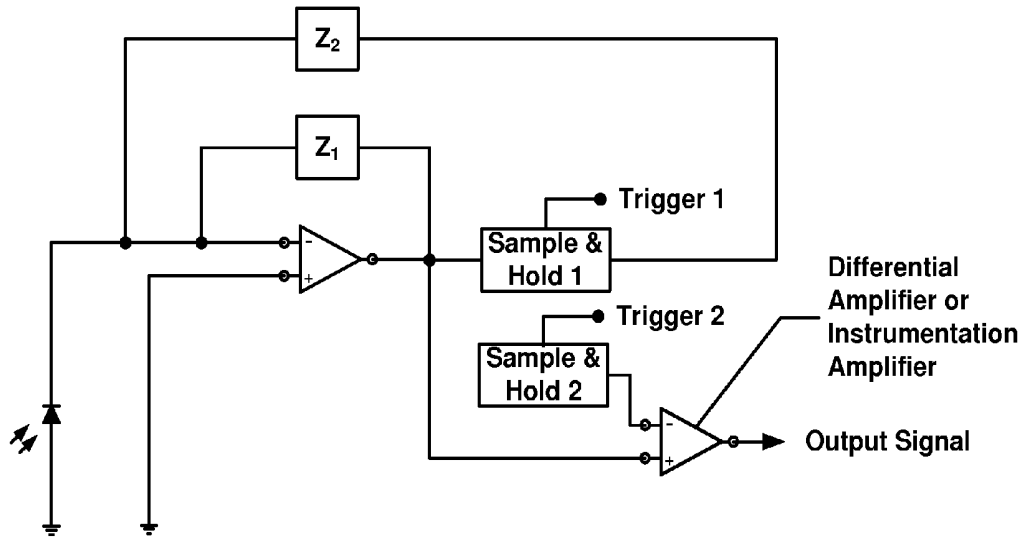 Z2
Z1
Trigger 1
Sample &
Hold 1
Differential
Amplifier or
Instrumentation
Amplifier
Trigger 2
Sample &
Hold 2
-
+
-
+
Output Signal